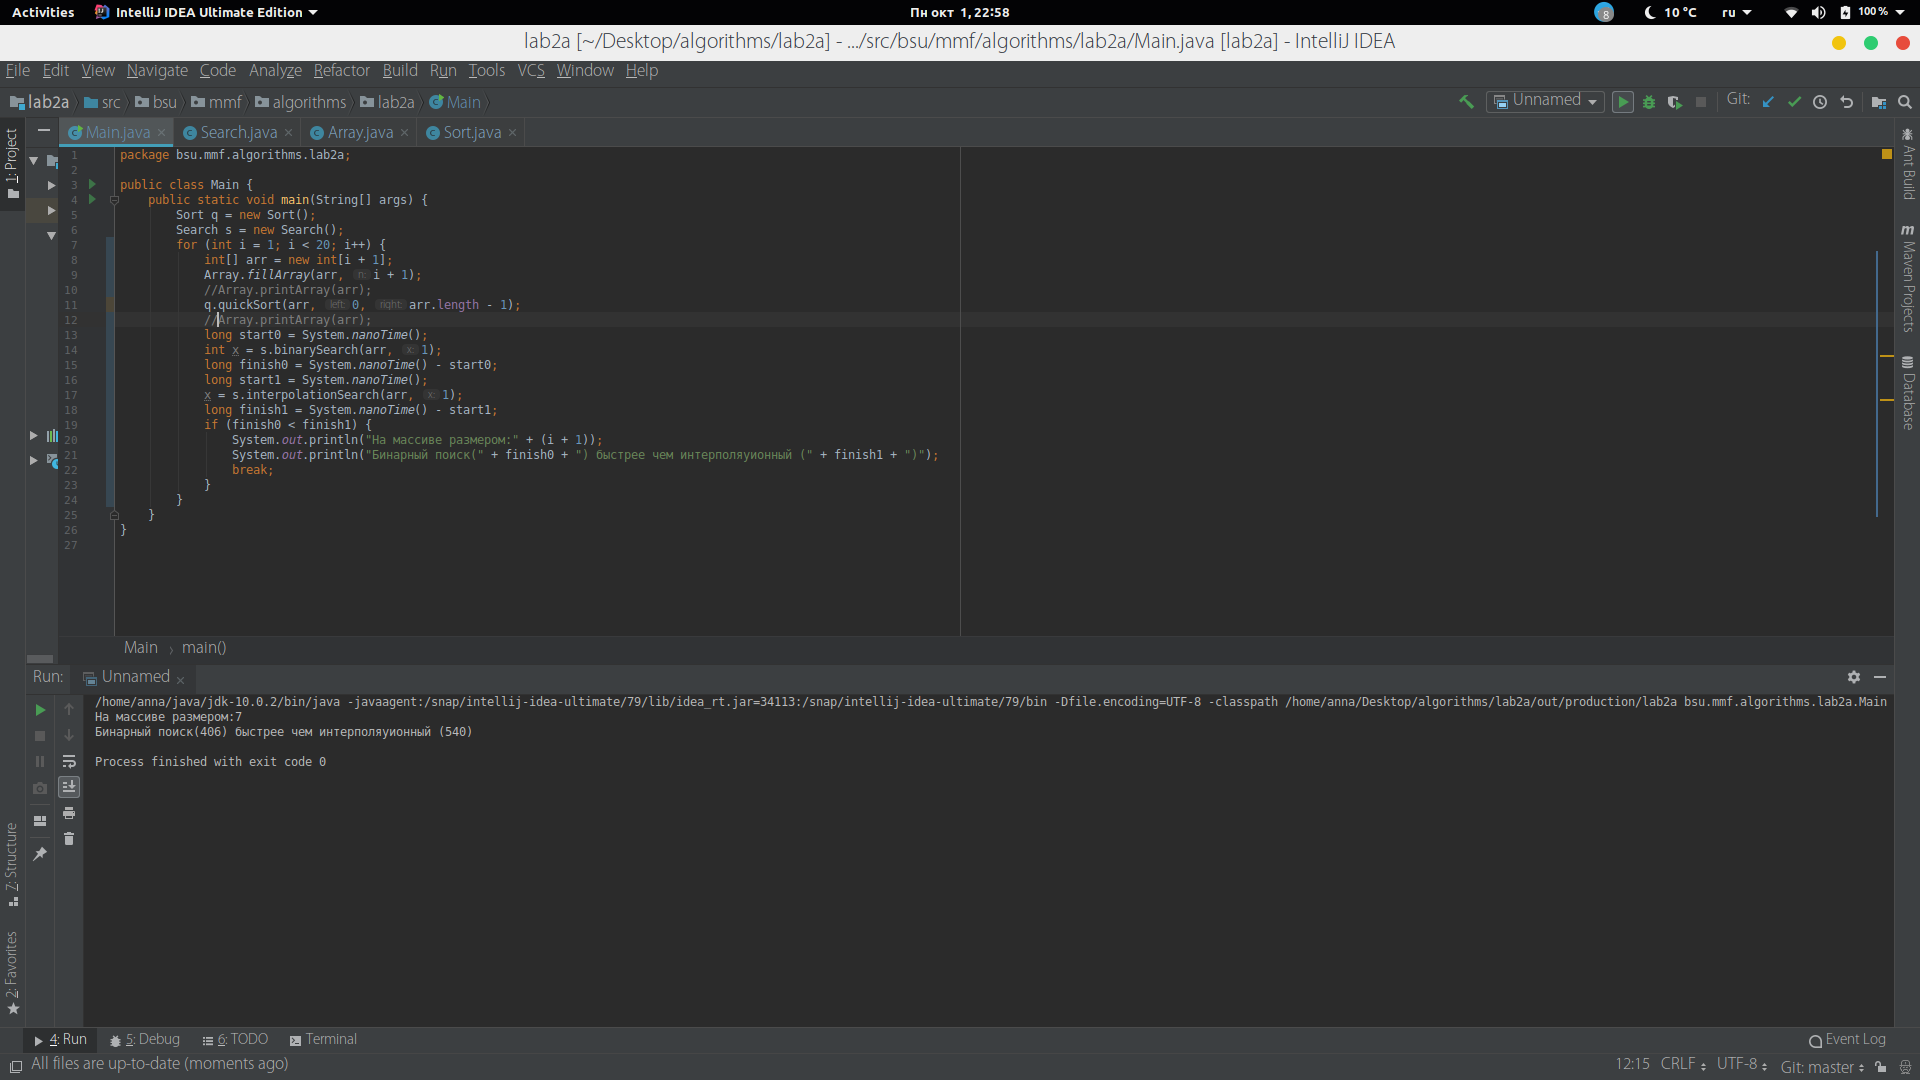 Activities IntelliJ IDEA Ultimate Edition Пн окт 1, 22:58 8 10 °C ru 100 %
lab2a [~/Desktop/algorithms/lab2a] - .../src/bsu/mmf/algorithms/lab2a/Main.java [lab2a] - IntelliJ IDEA
File Edit View Navigate Code Analyze Refactor Build Run Tools VCS Window Help
lab2a src bsu mmf algorithms lab2a Main Unnamed Git:
1: Project
Main.java Search.java Array.java Sort.java
1 package bsu.mmf.algorithms.lab2a;
2
3 public class Main {
4 public static void main(String[] args) {
5 Sort q = new Sort();
6 Search s = new Search();
7 for (int i = 1; i < 20; i++) {
8 int[] arr = new int[i + 1];
9 Array.fillArray(arr, n: i + 1);
10 //Array.printArray(arr);
11 q.quickSort(arr, left: 0, right: arr.length - 1);
12 //Array.printArray(arr);
13 long start0 = System.nanoTime();
14 int x = s.binarySearch(arr, x: 1);
15 long finish0 = System.nanoTime() - start0;
16 long start1 = System.nanoTime();
17 x = s.interpolationSearch(arr, x: 1);
18 long finish1 = System.nanoTime() - start1;
19 if (finish0 < finish1) {
20 System.out.println("На массиве размером:" + (i + 1));
21 System.out.println("Бинарный поиск(" + finish0 + ") быстрее чем интерполяуионный (" + finish1 + ")");
22 break;
23 }
24 }
25 }
26 }
27
Ant Build
Maven Projects
Database
Main main()
Run: Unnamed
/home/anna/java/jdk-10.0.2/bin/java -javaagent:/snap/intellij-idea-ultimate/79/lib/idea_rt.jar=34113:/snap/intellij-idea-ultimate/79/bin -Dfile.encoding=UTF-8 -classpath /home/anna/Desktop/algorithms/lab2a/out/production/lab2a bsu.mmf.algorithms.lab2a.Main
На массиве размером:7
Бинарный поиск(406) быстрее чем интерполяуионный (540)
Process finished with exit code 0
Z: Structure
2: Favorites
4: Run 5: Debug 6: TODO Terminal Event Log
All files are up-to-date (moments ago) 12:15 CRLF UTF-8 Git: master